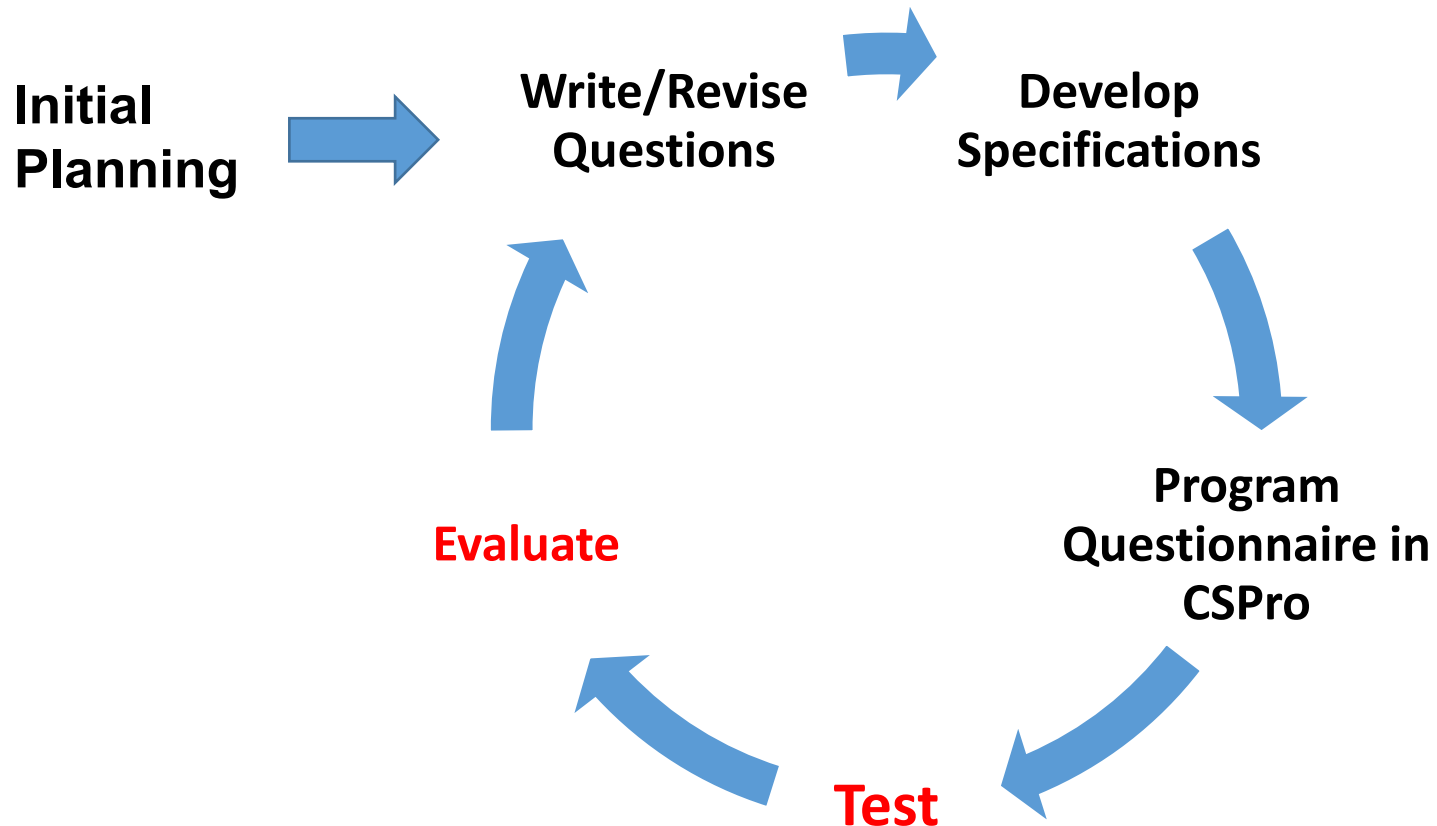 Initial
Planning
Write/Revise
Questions
Develop
Specifications
Program
Questionnaire in
CSPro
Test
Evaluate